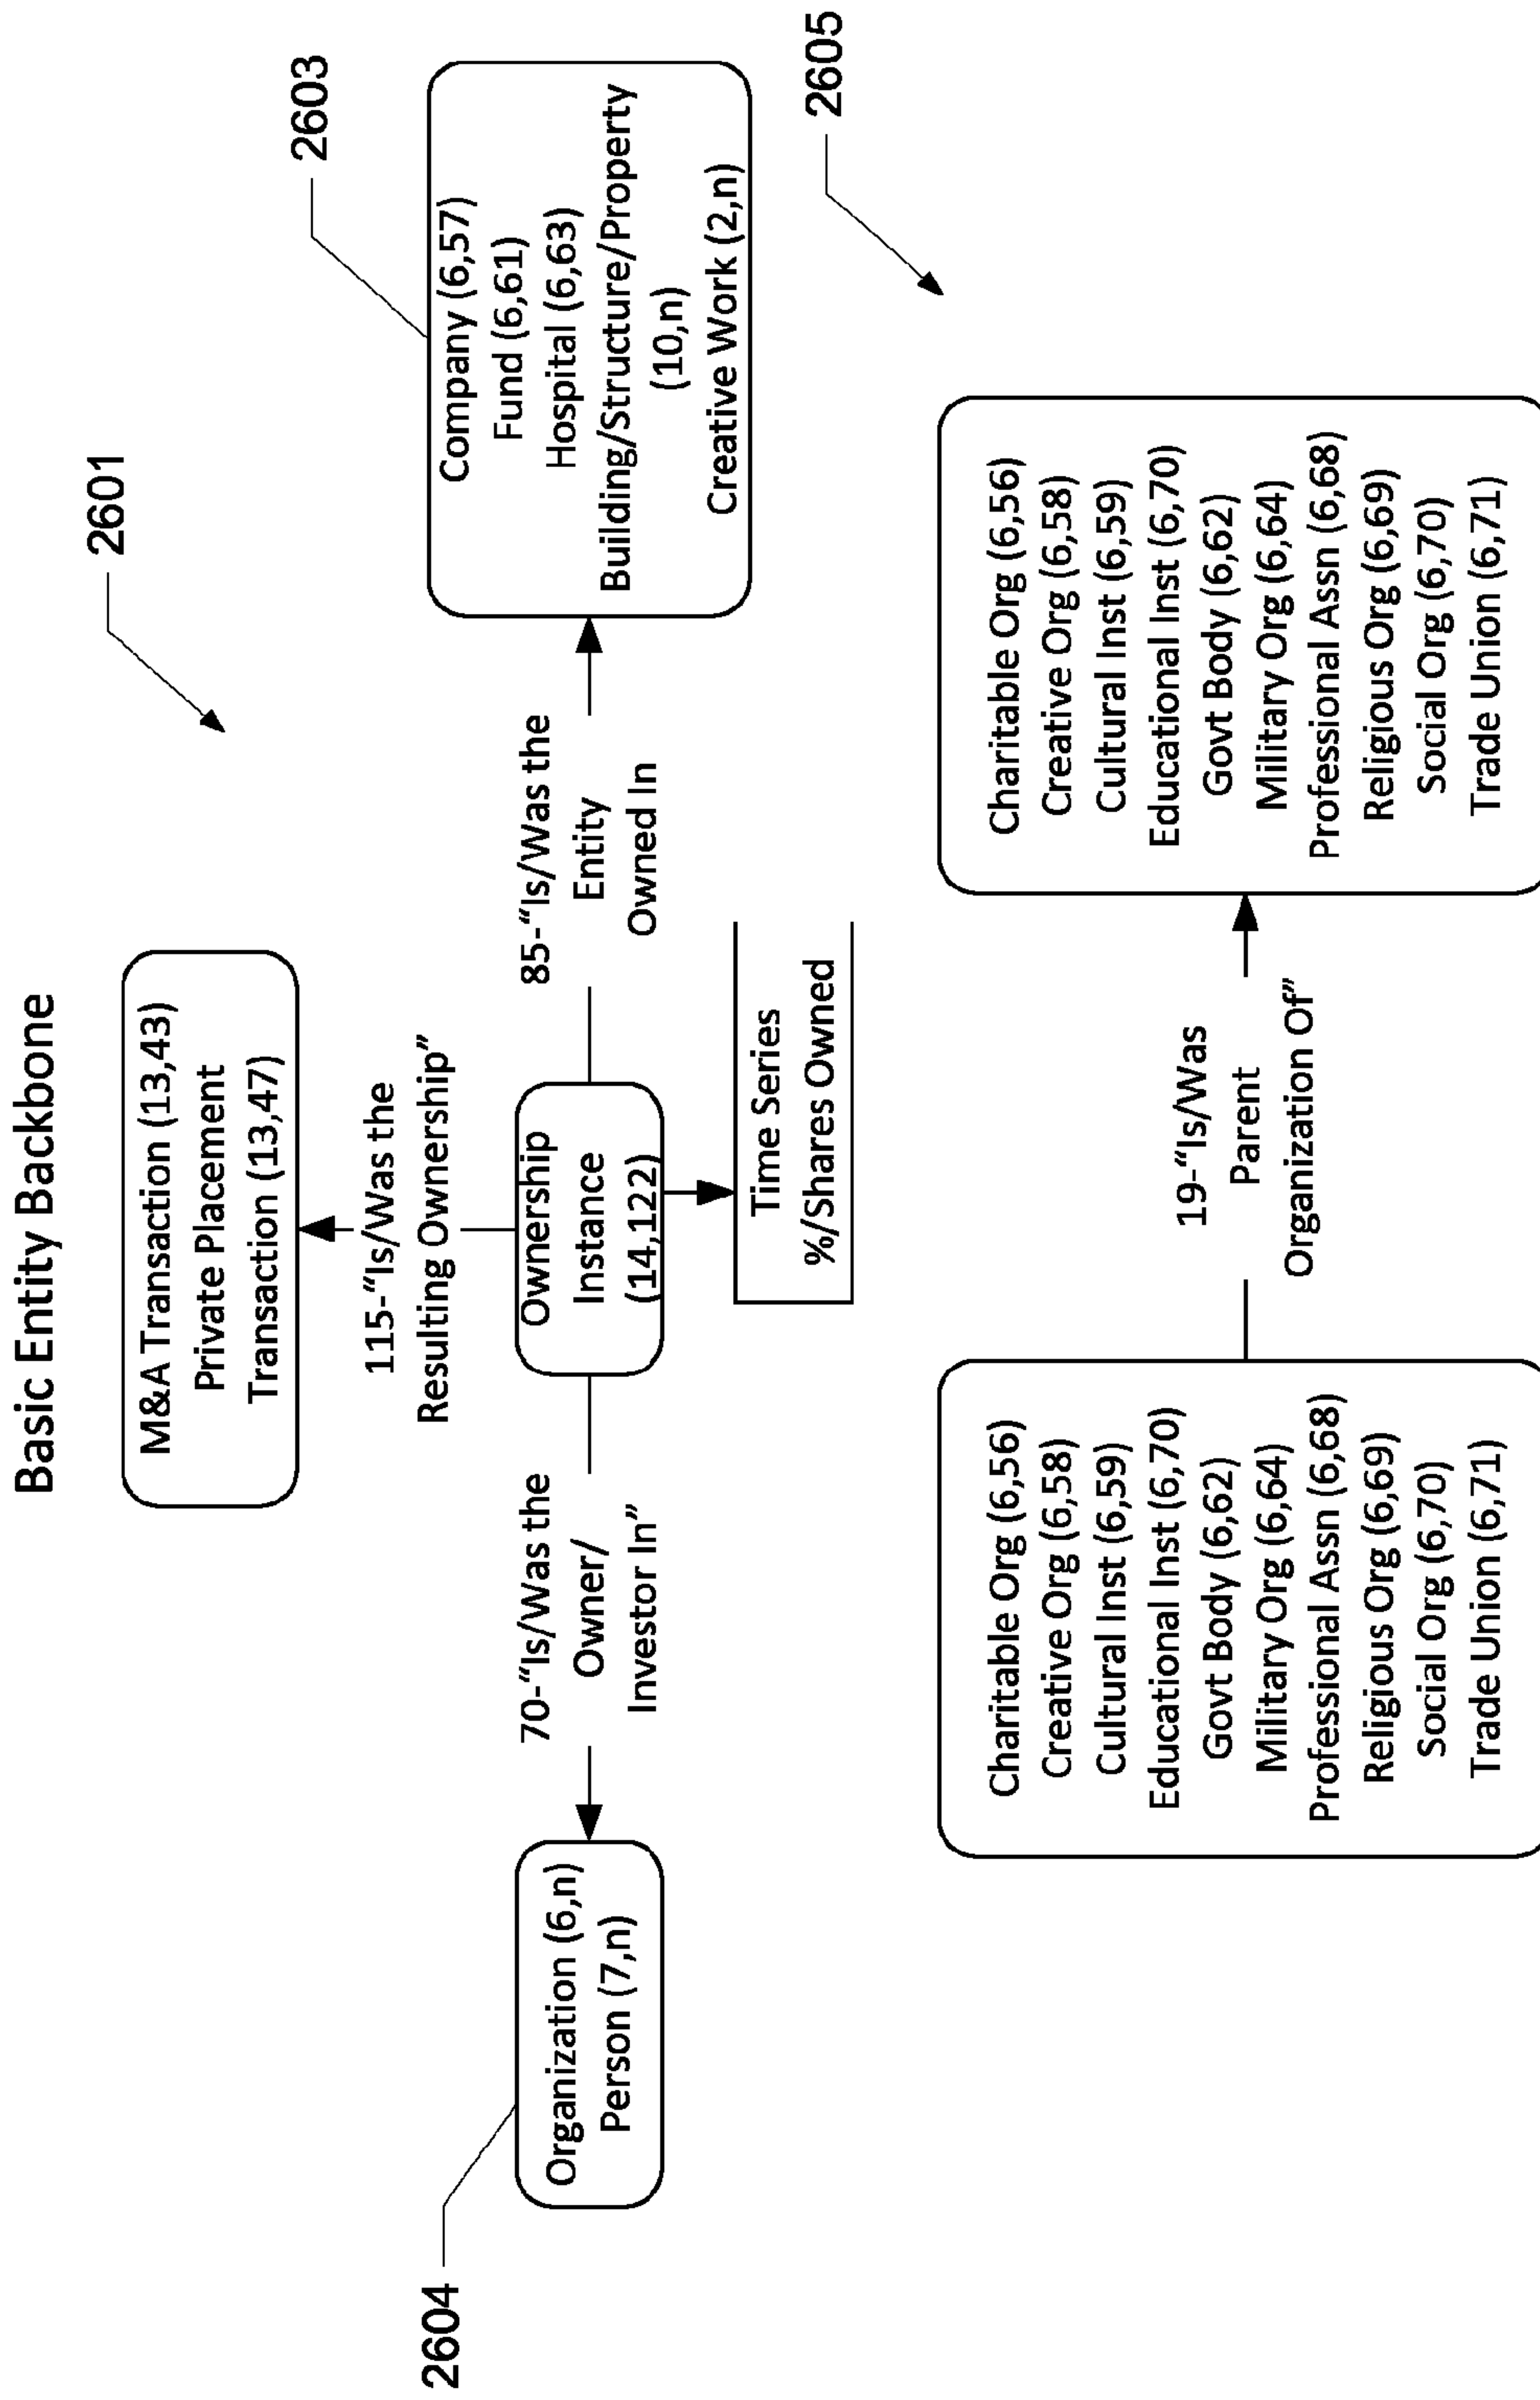 Basic Entity Backbone
2601
M&A Transaction (13,43)
Private Placement
Transaction (13,47)
115-“Is/Was the
Resulting Ownership”
2603
2604
Organization (6,n)
Person (7,n)
70-“Is/Was the
Owner/
Investor In”
Ownership
Instance
(14,122)
85-“Is/Was the
Entity
Owned In
Company (6,57)
Fund (6,61)
Hospital (6,63)
Building/Structure/Property
(10,n)
Creative Work (2,n)
Time Series
%/Shares Owned
2605
Charitable Org (6,56)
Creative Org (6,58)
Cultural Inst (6,59)
Educational Inst (6,70)
Govt Body (6,62)
Military Org (6,64)
Professional Assn (6,68)
Religious Org (6,69)
Social Org (6,70)
Trade Union (6,71)
19-“Is/Was
Parent
Organization Of”
Charitable Org (6,56)
Creative Org (6,58)
Cultural Inst (6,59)
Educational Inst (6,70)
Govt Body (6,62)
Military Org (6,64)
Professional Assn (6,68)
Religious Org (6,69)
Social Org (6,70)
Trade Union (6,71)